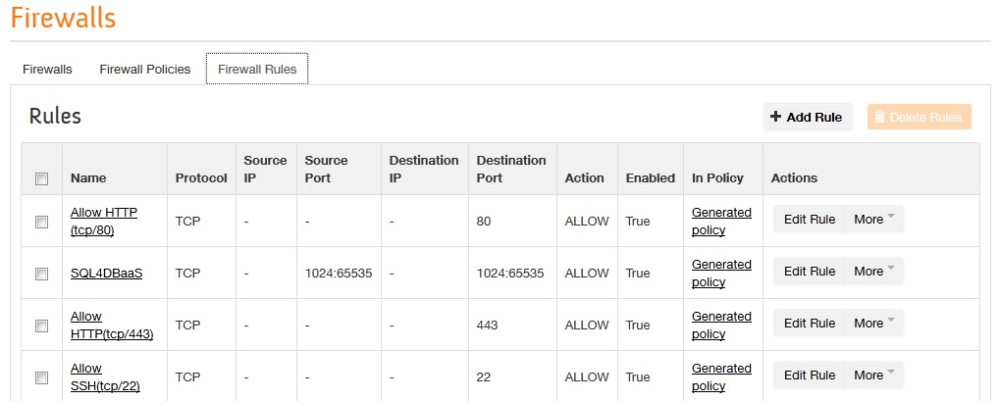 Firewalls
Firewalls Firewall Policies Firewall Rules
Rules
Add Rule
Delete Rules
Name Protocol Source IP Source Port Destination IP Destination Port Action Enabled In Policy Actions
Allow HTTP (tcp/80) TCP - - - 80 ALLOW True Generated policy Edit Rule More
SQL4DBaaS TCP - 1024:65535 - 1024:65535 ALLOW True Generated policy Edit Rule More
Allow HTTP(tcp/443) TCP - - - 443 ALLOW True Generated policy Edit Rule More
Allow SSH(tcp/22) TCP - - - 22 ALLOW True Generated policy Edit Rule More